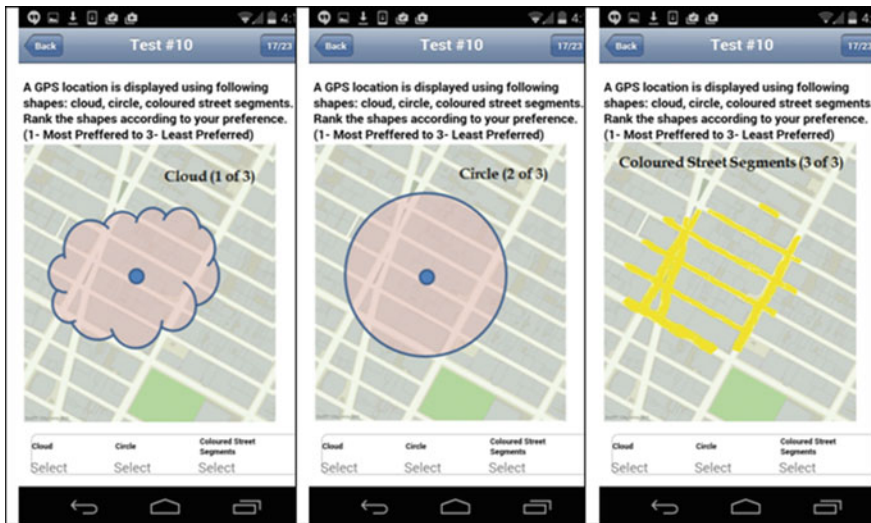 4:
Back
Test #10
17/23
A GPS location is displayed using following
shapes: cloud, circle, coloured street segments.
Rank the shapes according to your preference.
(1- Most Preffered to 3- Least Preferred)
Cloud (1 of 3)
Cloud
Circle
Coloured Street
Segments
Select
Select
Select
4:
Back
Test #10
17/23
A GPS location is displayed using following
shapes: cloud, circle, coloured street segments.
Rank the shapes according to your preference.
(1- Most Preffered to 3- Least Preferred)
Circle (2 of 3)
Cloud
Circle
Coloured Street
Segments
Select
Select
Select
4:
Back
Test #10
17/23
A GPS location is displayed using following
shapes: cloud, circle, coloured street segments
Rank the shapes according to your preference.
(1- Most Preffered to 3- Least Preferred)
Coloured Street Segments (3 of 3)
Cloud
Circle
Coloured Street
Segments
Select
Select
Select